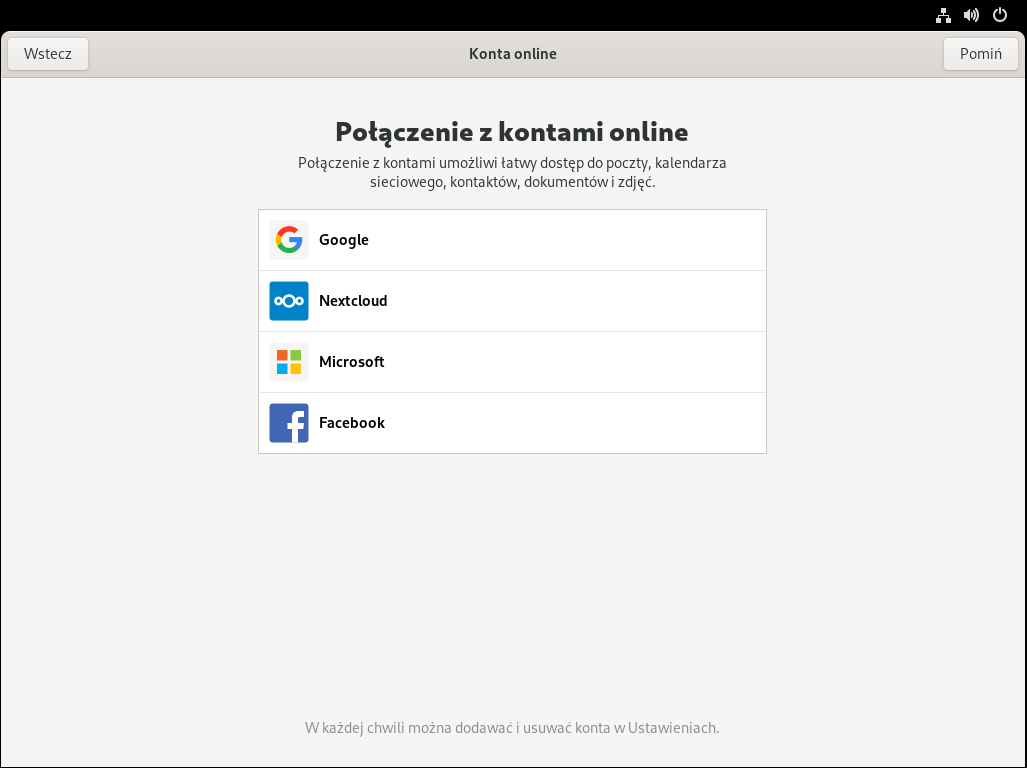 Wstecz
Konta online
Pomiń
Połączenie z kontami online
Połączenie z kontami umożliwi łatwy dostęp do poczty, kalendarza
sieciowego, kontaktów, dokumentów i zdjęć.
Google
Nextcloud
Microsoft
Facebook
W każdej chwili można dodawać i usuwać konta w Ustawieniach.